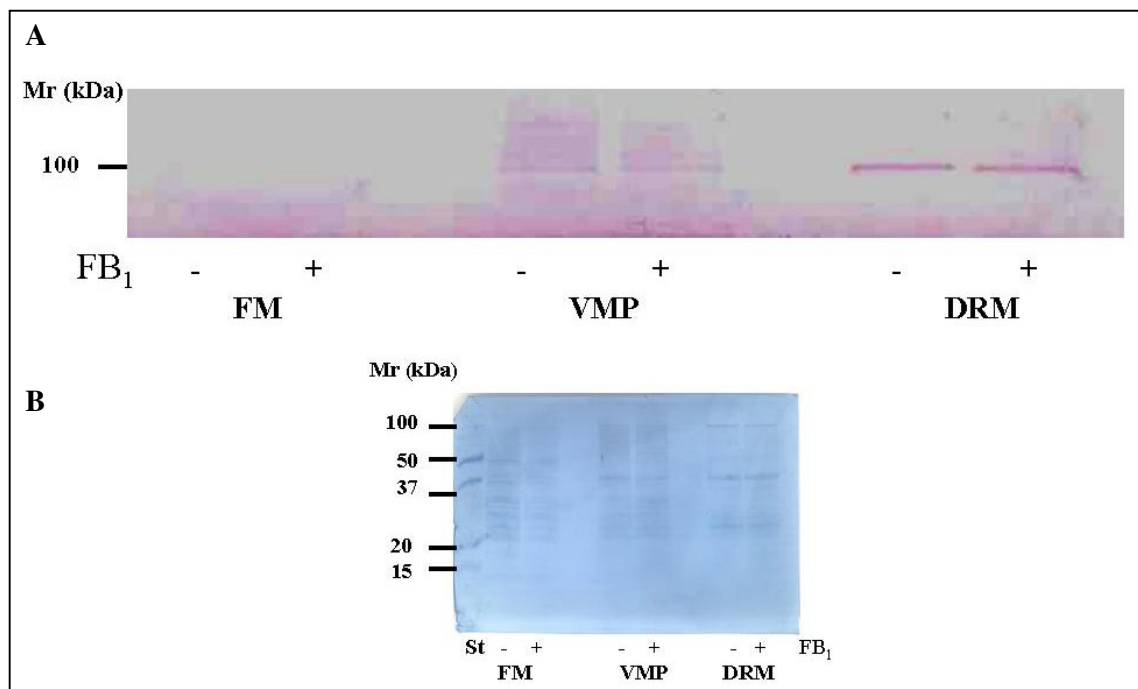 A
Mr (kDa)
100
FB1 - + - + - +
FM VMP DRM
B
Mr (kDa)
100
50
37
20
15
St - + - + - + FB1
FM VMP DRM